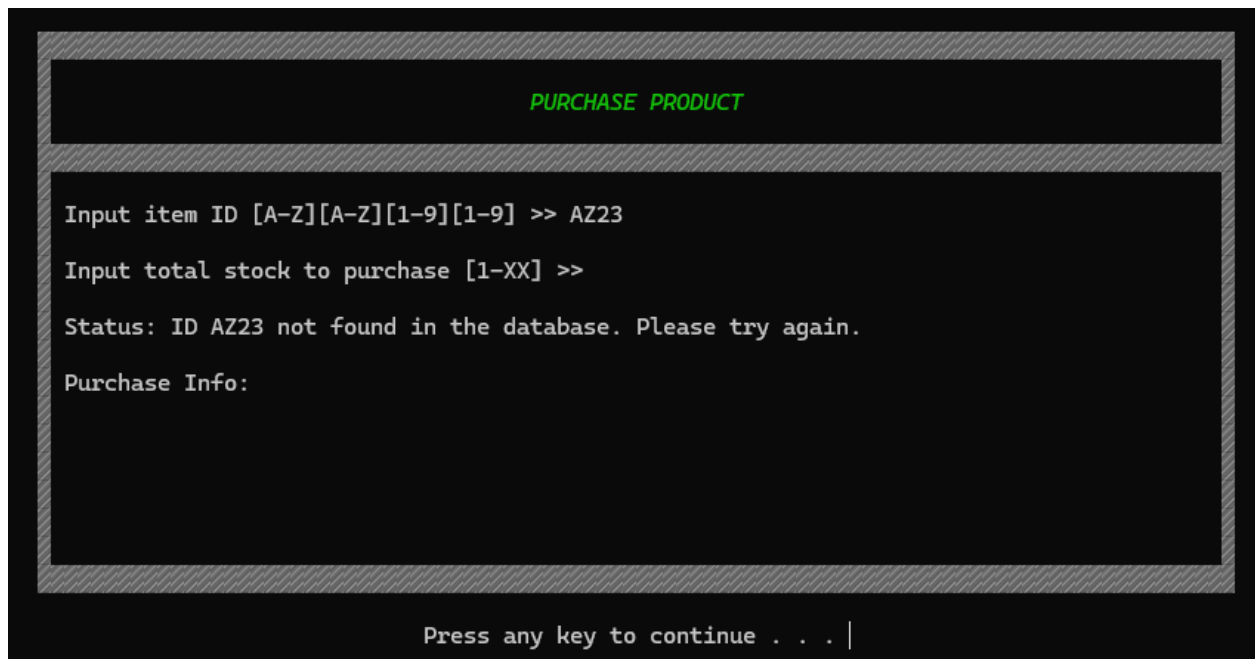 PURCHASE PRODUCT
Input item ID [A-Z][A-Z][1-9][1-9] >> AZ23
Input total stock to purchase [1-XX] >>
Status: ID AZ23 not found in the database. Please try again.
Purchase Info:
Press any key to continue . . .